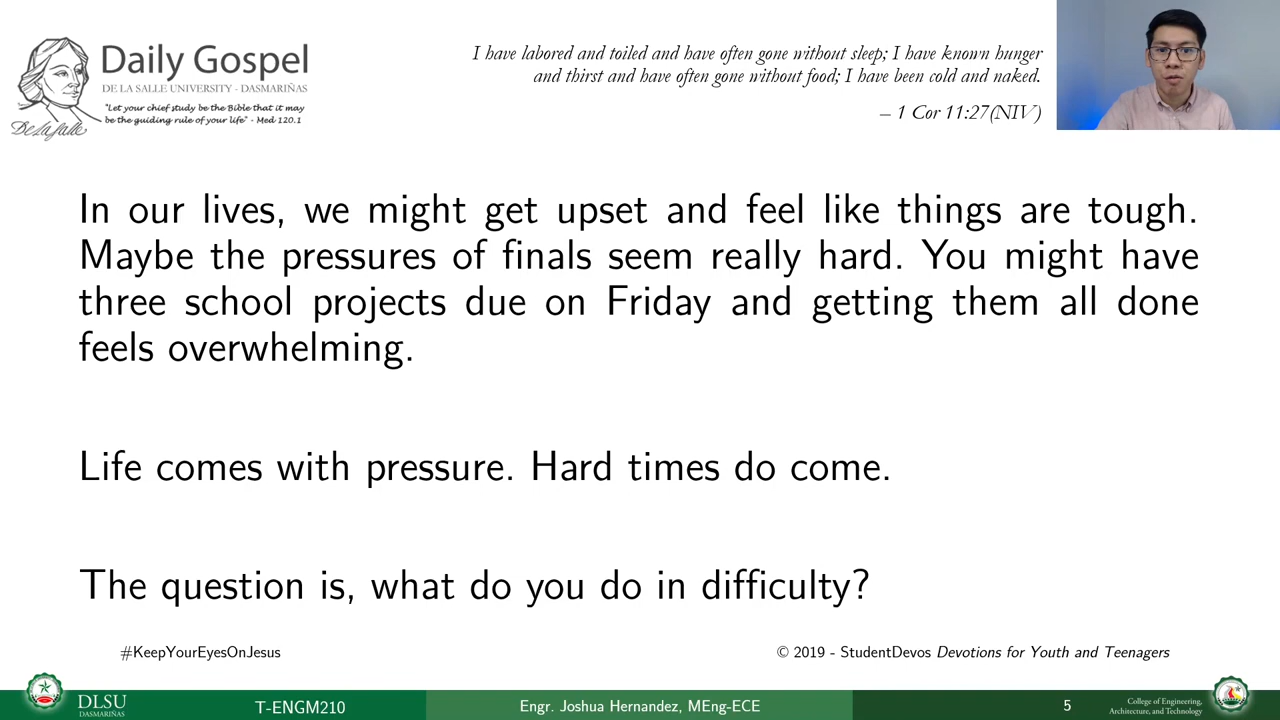 Daily Gospel
DE LA SALLE UNIVERSITY - DASMARIÑAS
"Let your chief study be the Bible that it may
be the guiding rule of your life" - Med 120.1
De La Salle
I have labored and toiled and have often gone without sleep; I have known hunger
and thirst and have often gone without food; I have been cold and naked.
– 1 Cor 11:27(NIV)
In our lives, we might get upset and feel like things are tough.
Maybe the pressures of finals seem really hard. You might have
three school projects due on Friday and getting them all done
feels overwhelming.
Life comes with pressure. Hard times do come.
The question is, what do you do in difficulty?
#KeepYourEyesOnJesus
© 2019 - StudentDevos Devotions for Youth and Teenagers
DLSU
DASMARIÑAS
T-ENGM210
Engr. Joshua Hernandez, MEng-ECE
5
College of Engineering,
Architecture, and Technology